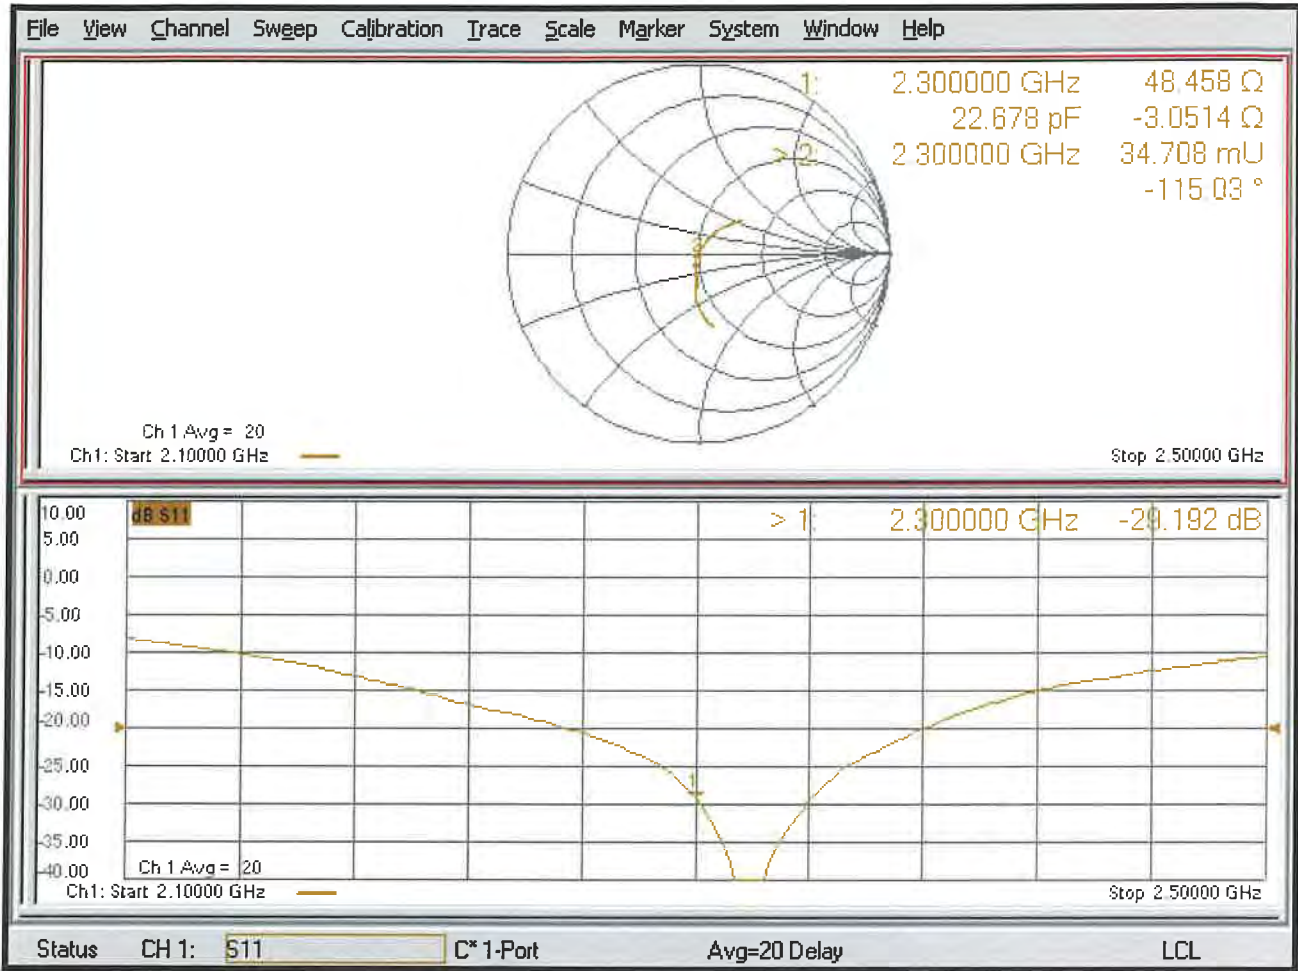 File View Channel Sweep Calibration Trace Scale Marker System Window Help
1: 2.300000 GHz 48.458 Ω
22.678 pF -3.0514 Ω
> 2: 2.300000 GHz 34.708 mU
-115.03 °
Ch 1 Avg = 20
Ch1: Start 2.10000 GHz
Stop 2.50000 GHz
10.00
dB S11
> 1: 2.300000 GHz -29.192 dB
5.00
0.00
-5.00
-10.00
-15.00
-20.00
-25.00
1
-30.00
-35.00
-40.00
Ch 1 Avg = 20
Ch1: Start 2.10000 GHz
Stop 2.50000 GHz
Status CH 1: S11 C* 1-Port Avg=20 Delay LCL